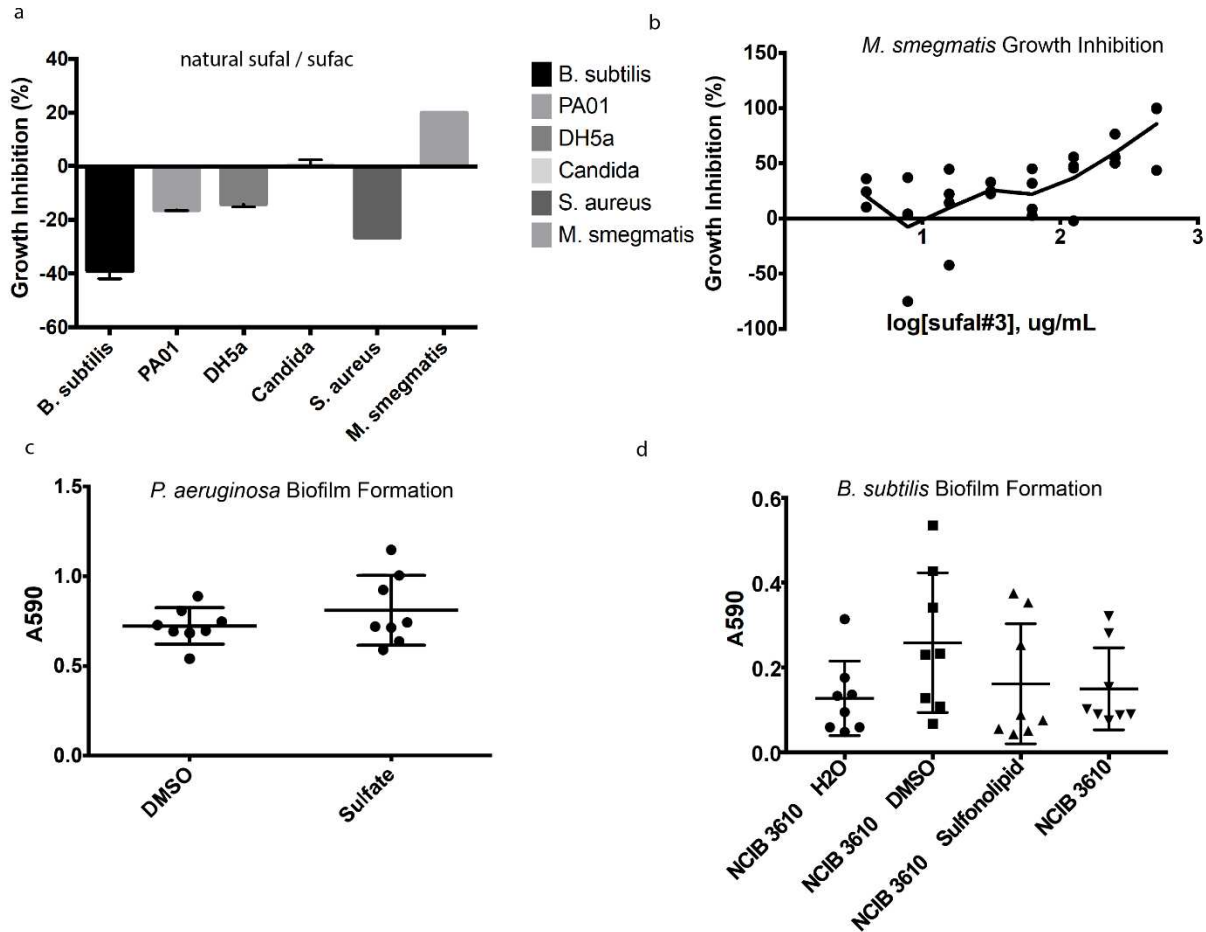 a
natural sufal / sufac
Growth Inhibition (%)
40
20
0
-20
-40
-60
B. subtilis
PA01
DH5a
Candida
S. aureus
M. smegmatis
B. subtilis
PA01
DH5a
Candida
S. aureus
M. smegmatis
b
M. smegmatis Growth Inhibition
Growth Inhibition (%)
150
100
50
0
-50
-100
1
2
3
log[sufal#3], ug/mL
c
P. aeruginosa Biofilm Formation
A590
1.5
1.0
0.5
0.0
DMSO
Sulfate
d
B. subtilis Biofilm Formation
A590
0.6
0.4
0.2
0.0
NCIB 3610 H2O
NCIB 3610 DMSO
NCIB 3610 Sulfonolipid
NCIB 3610